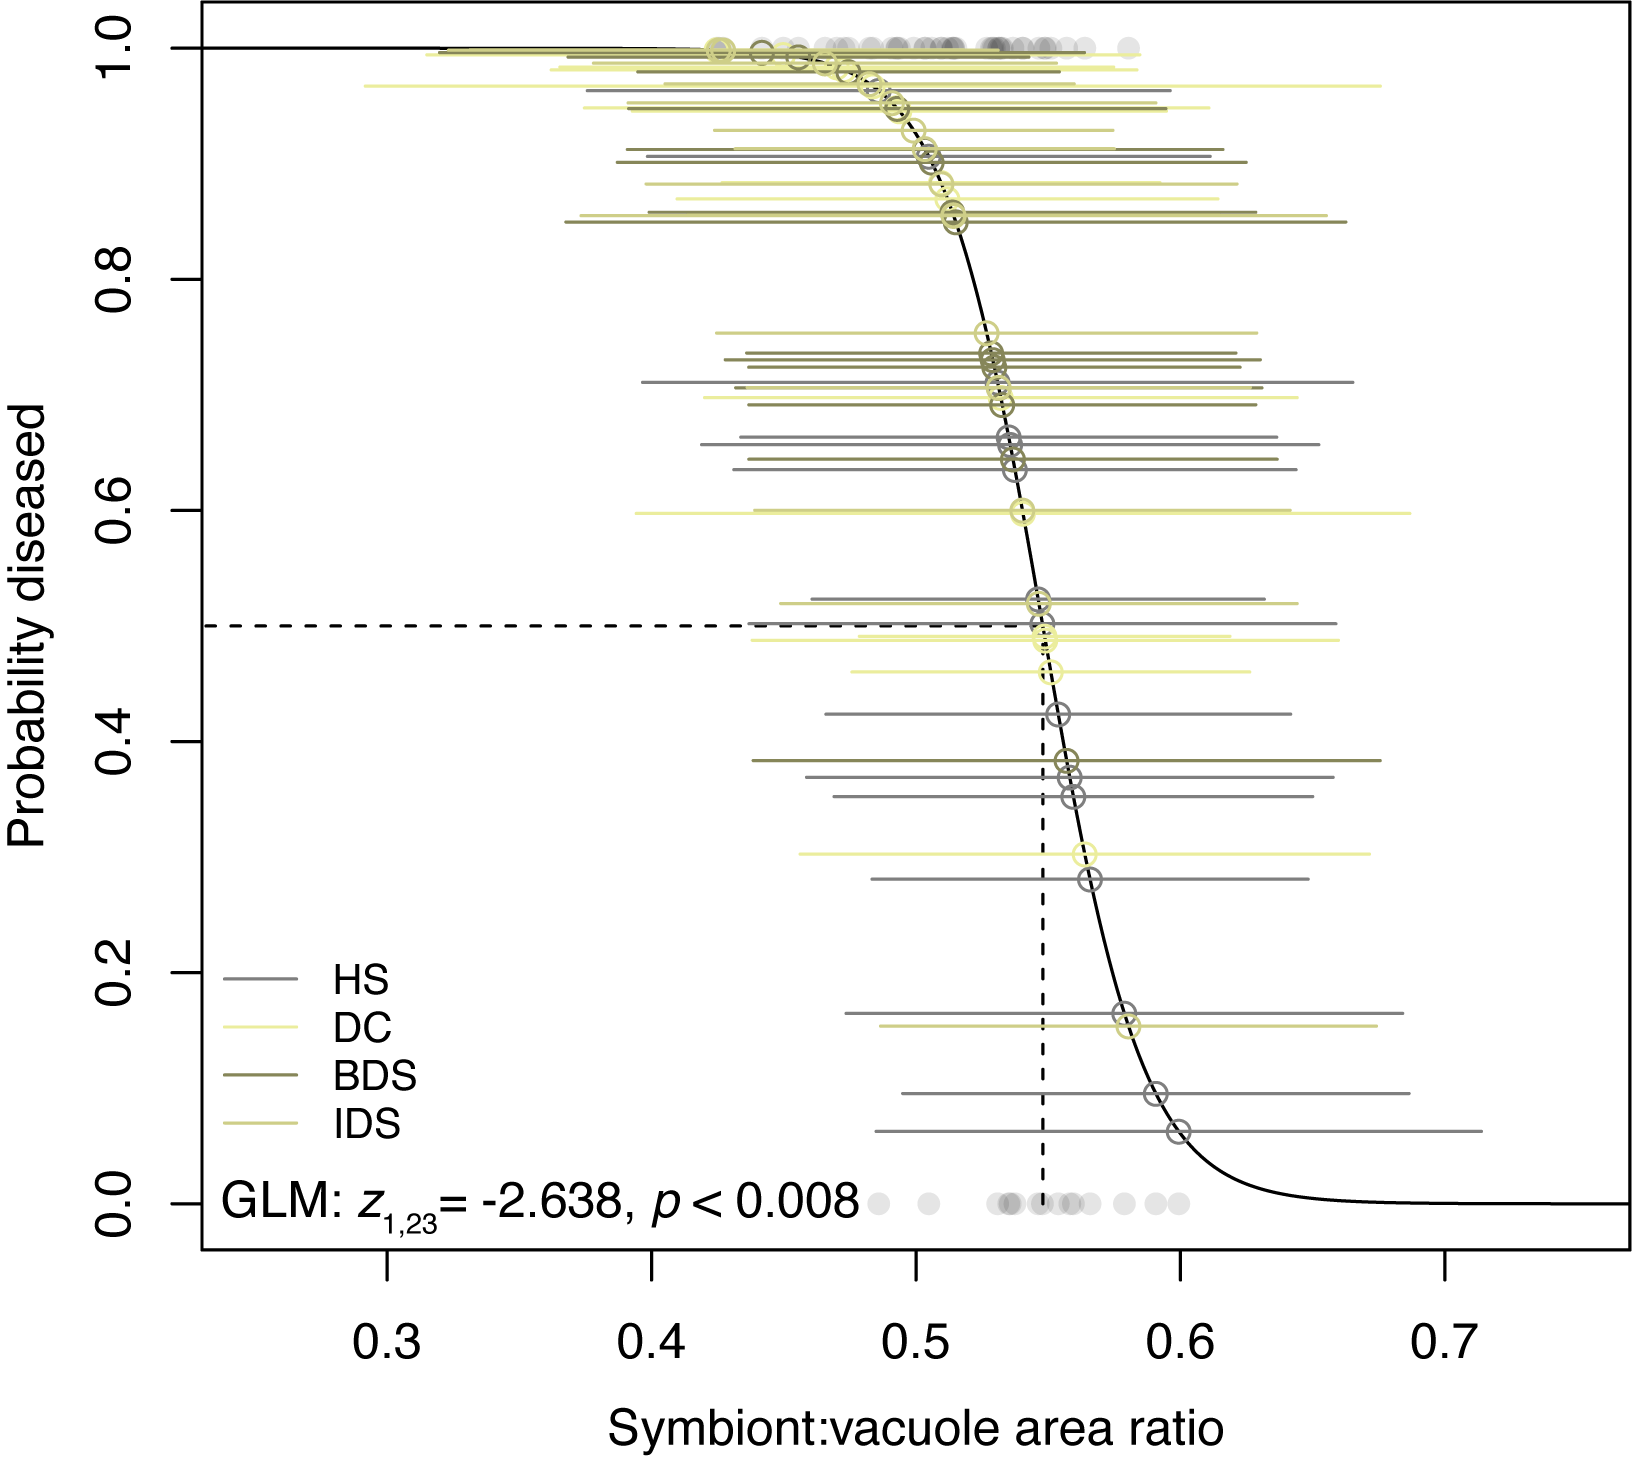 Probability diseased
1.0
0.8
0.6
0.4
0.2
0.0
HS
DC
BDS
IDS
GLM: z1,23= -2.638, p < 0.008
0.3 0.4 0.5 0.6 0.7
Symbiont:vacuole area ratio